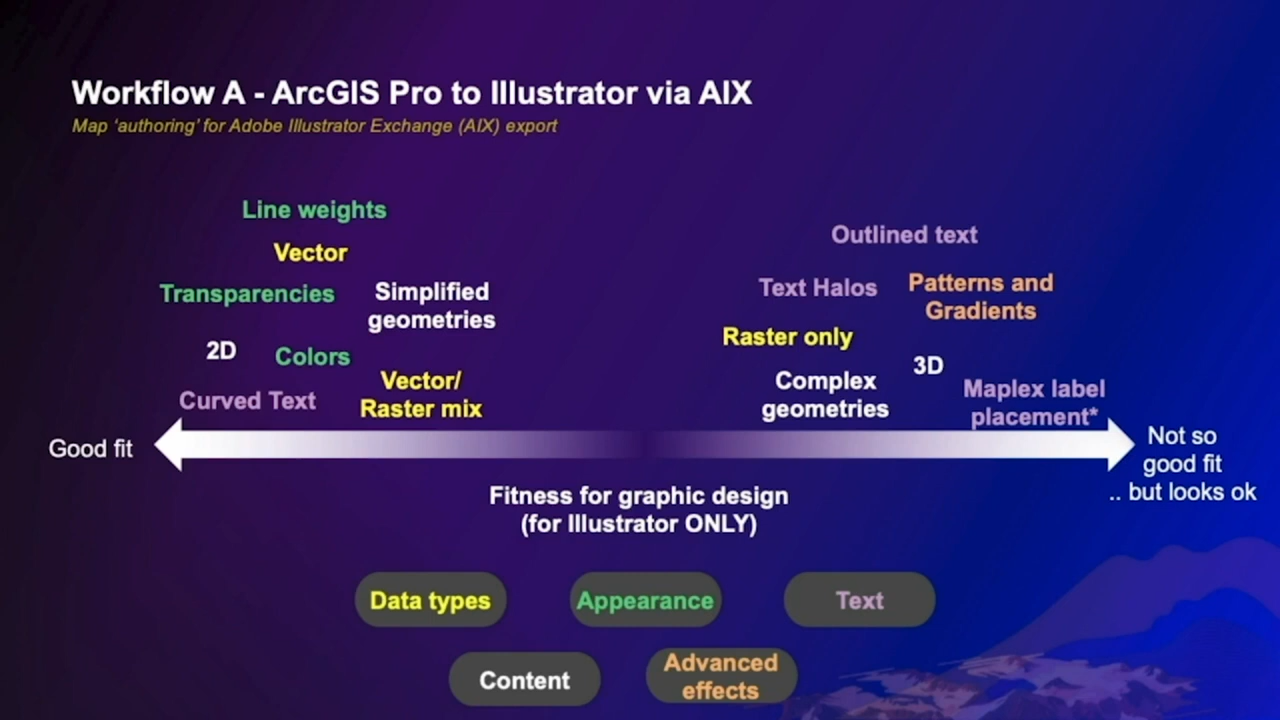 Workflow A - ArcGIS Pro to Illustrator via AIX
Map ‘authoring’ for Adobe Illustrator Exchange (AIX) export
Line weights
Vector
Transparencies
Simplified
geometries
2D
Colors
Vector/
Raster mix
Curved Text
Outlined text
Text Halos
Patterns and
Gradients
Raster only
3D
Complex
geometries
Maplex label
placement*
Good fit
Not so
good fit
.. but looks ok
Fitness for graphic design
(for Illustrator ONLY)
Data types
Appearance
Text
Content
Advanced
effects